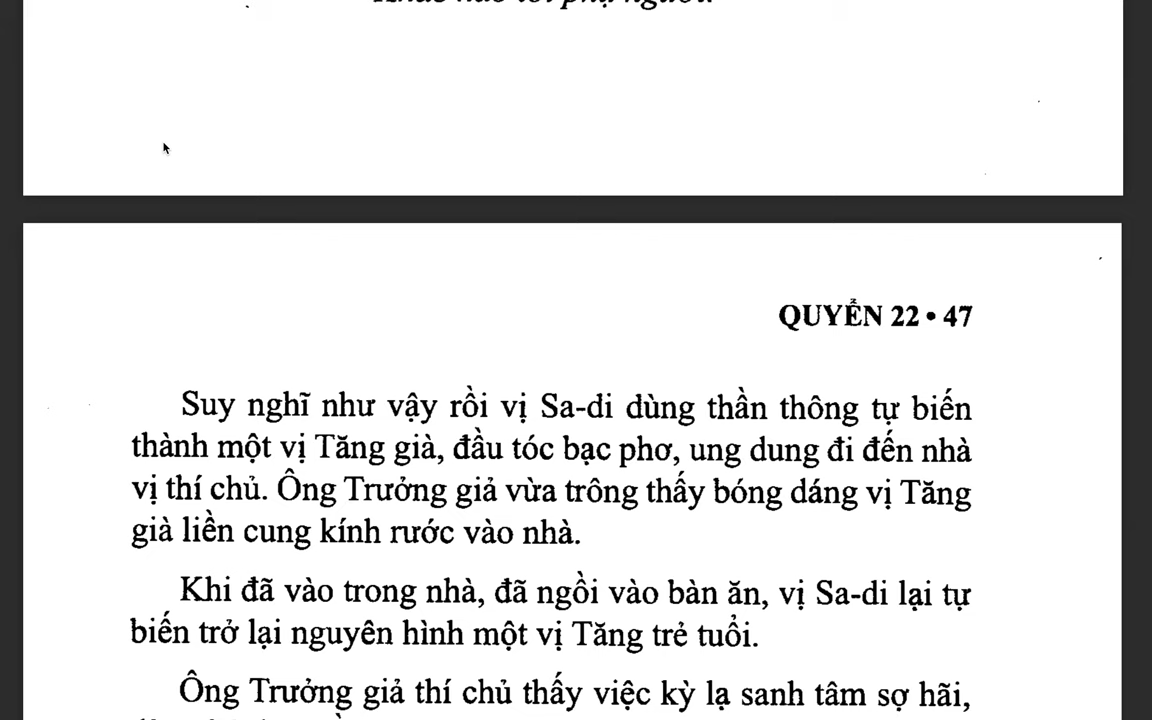 QUYỂN 22 • 47
Suy nghĩ như vậy rồi vị Sa-di dùng thần thông tự biến
thành một vị Tăng già, đầu tóc bạc phơ, ung dung đi đến nhà
vị thí chủ. Ông Trưởng giả vừa trông thấy bóng dáng vị Tăng
già liền cung kính rước vào nhà.
Khi đã vào trong nhà, đã ngồi vào bàn ăn, vị Sa-di lại tự
biến trở lại nguyên hình một vị Tăng trẻ tuổi.
Ông Trưởng giả thí chủ thấy việc kỳ lạ sanh tâm sợ hãi,